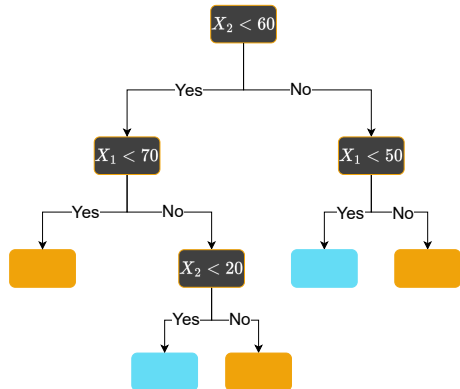 X₂ < 60
Yes
No
X₁ < 70
X₁ < 50
Yes
No
Yes
No
X₂ < 20
Yes
No